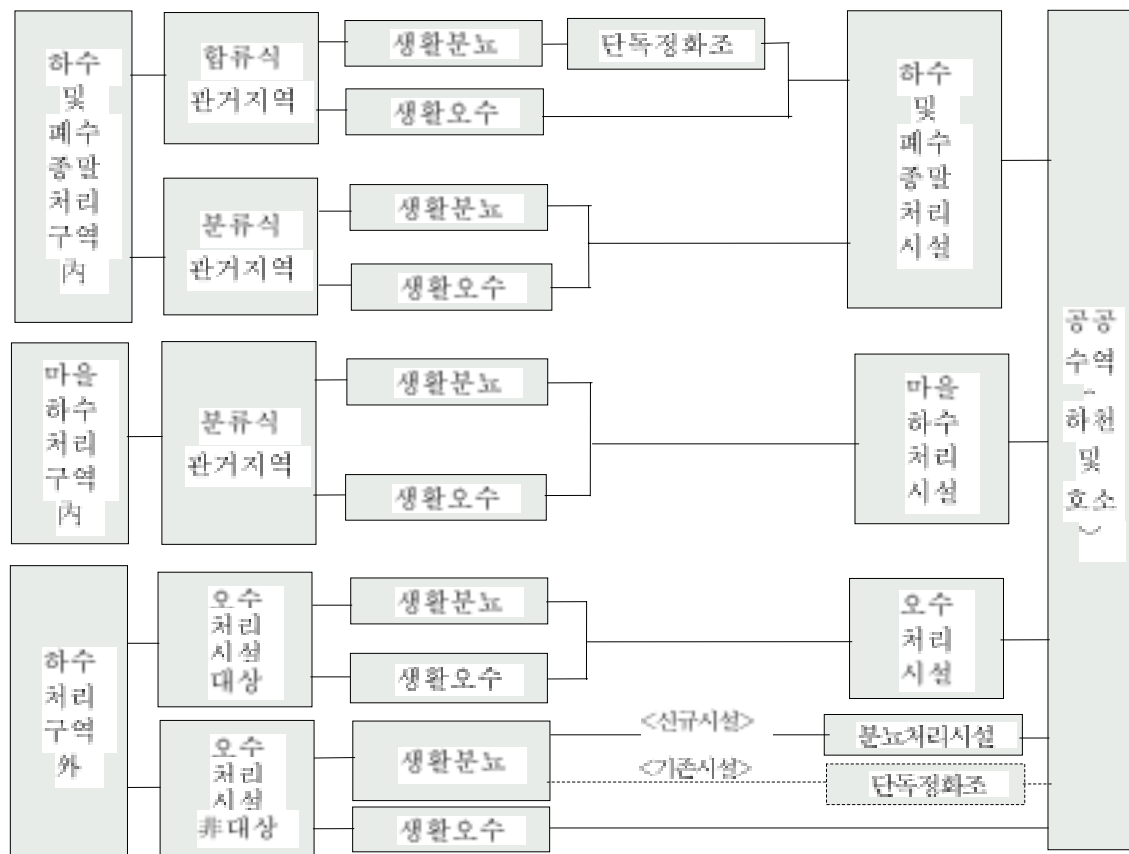 하수
및
폐수
종말
처리
구역
內
합류식
관거지역
생활분뇨
단독정화조
생활오수
분류식
관거지역
생활분뇨
생활오수
하수
및
폐수
종말
처리
시설
마을
하수
처리
구역
內
분류식
관거지역
생활분뇨
생활오수
마을
하수
처리
시설
하수
처리
구역
外
오수
처리
시설
대상
생활분뇨
생활오수
오수
처리
시설
오수
처리
시설
非대상
생활분뇨
<신규시설>
분뇨처리시설
<기존시설>
단독정화조
생활오수
공공
수역
(
하천
및
호소
)